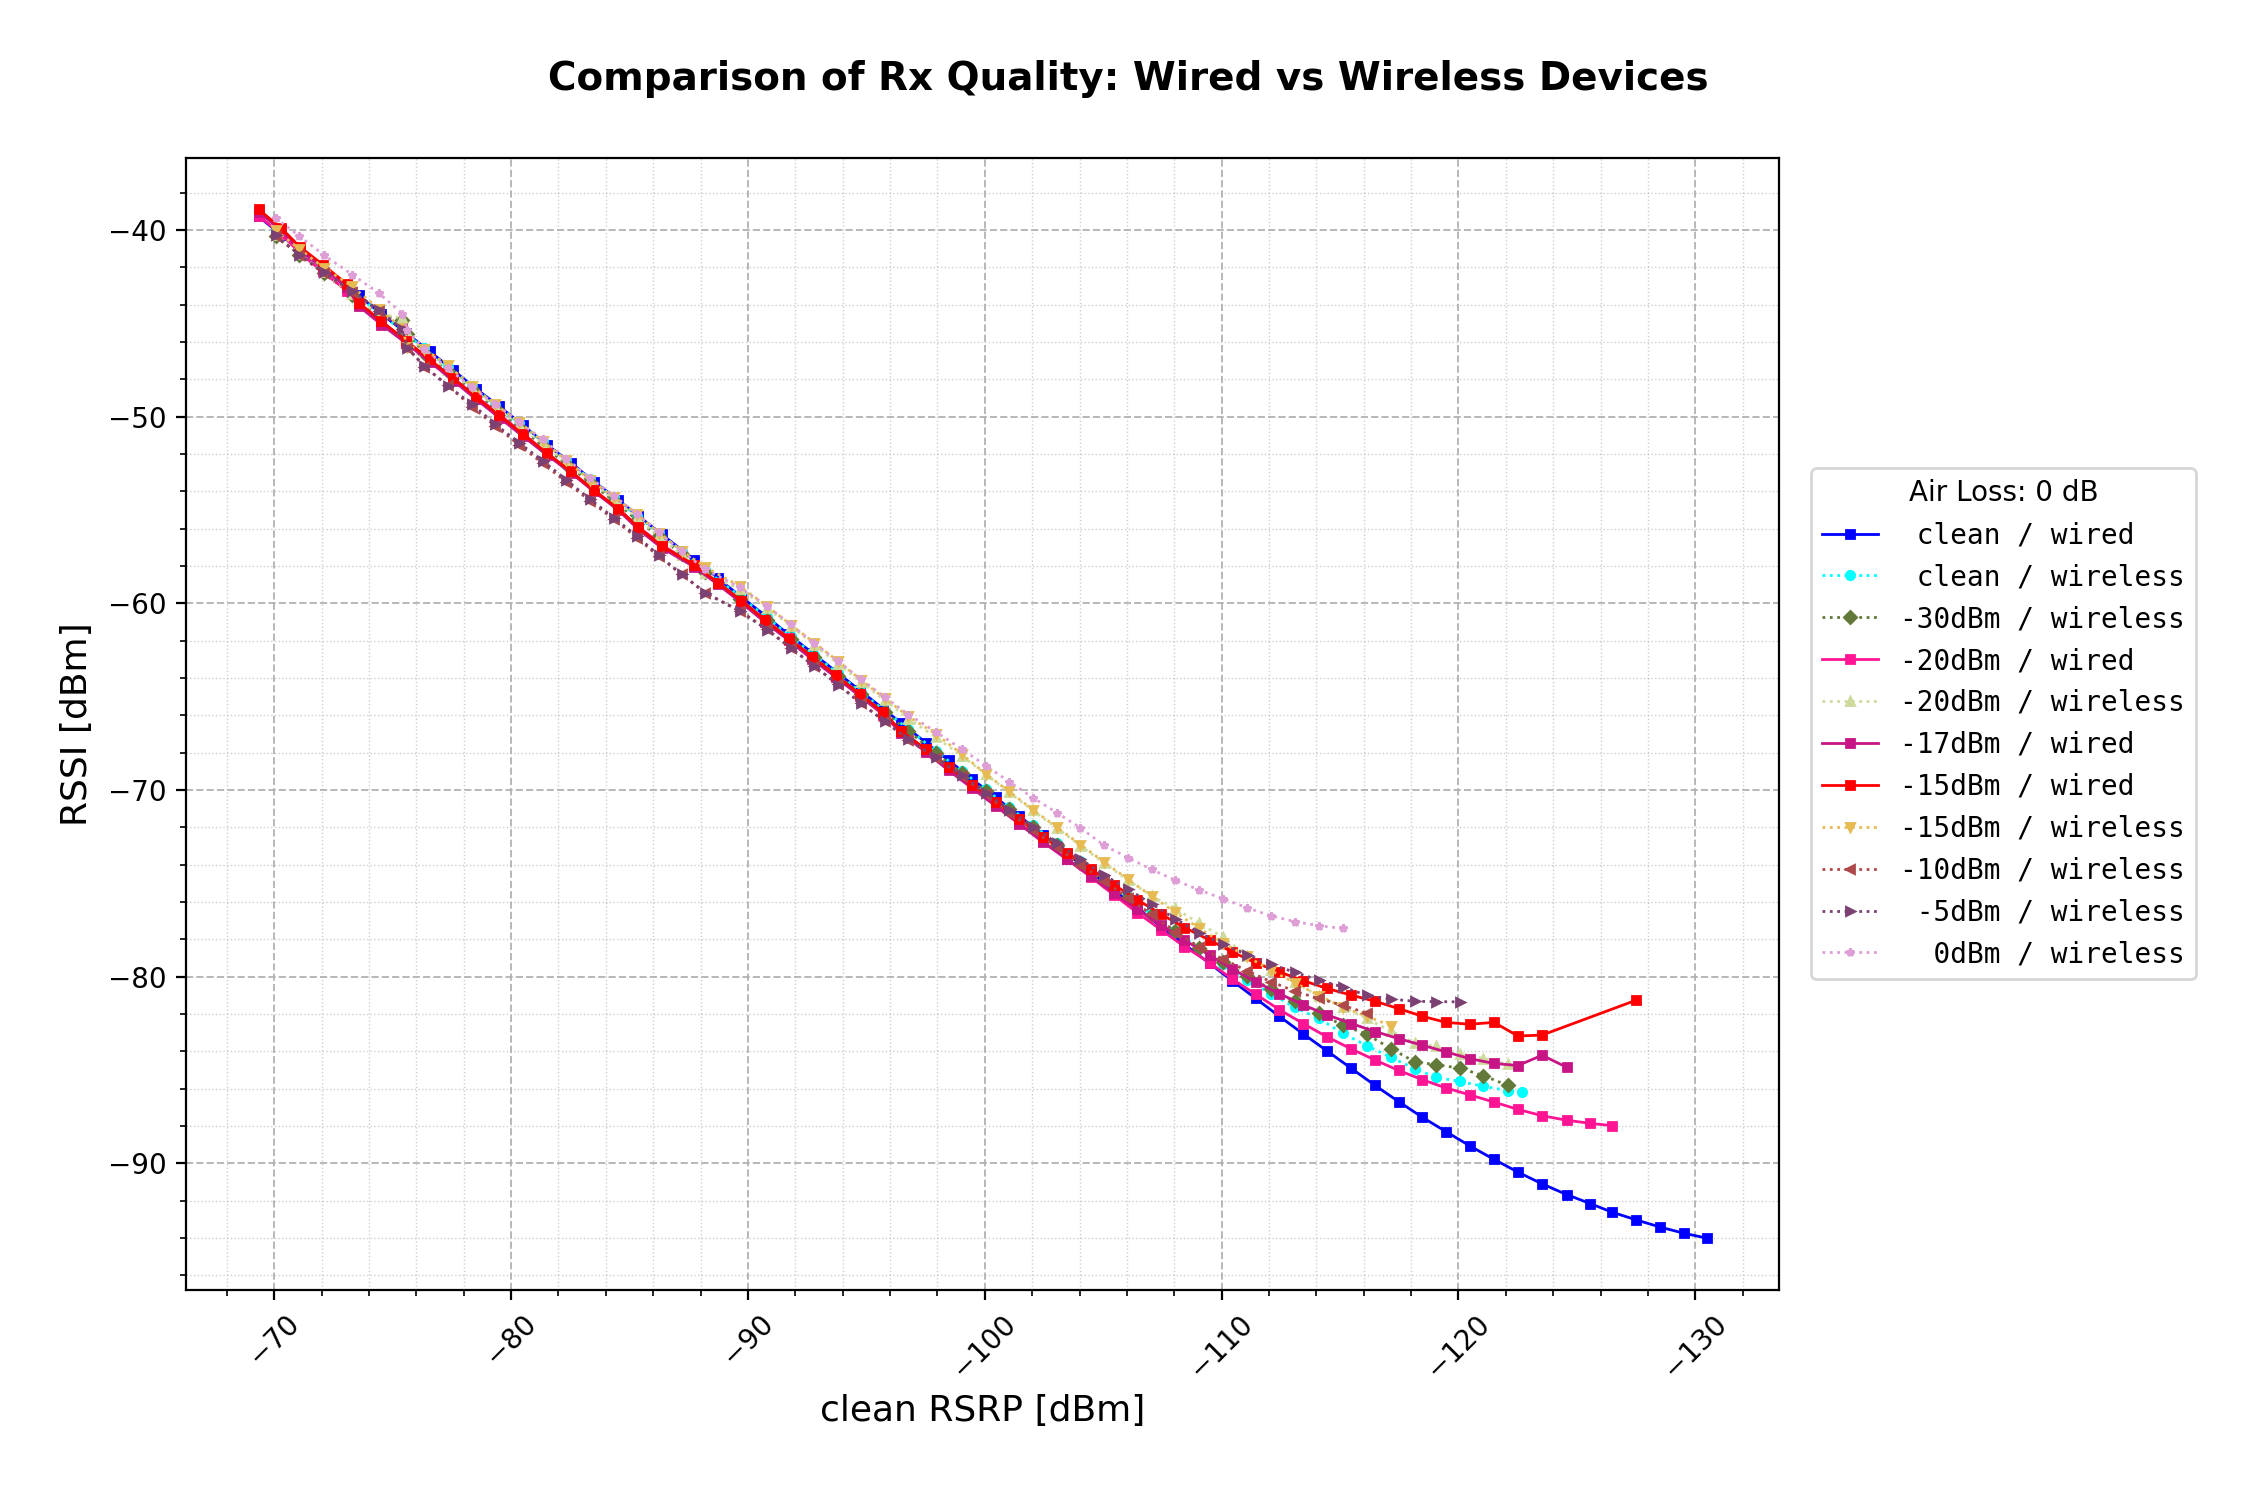 Comparison of Rx Quality: Wired vs Wireless Devices
−40
−50
−60
−70
−80
−90
RSSI [dBm]
−70
−80
−90
−100
−110
−120
−130
clean RSRP [dBm]
Air Loss: 0 dB
clean / wired
clean / wireless
-30dBm / wireless
-20dBm / wired
-20dBm / wireless
-17dBm / wired
-15dBm / wired
-15dBm / wireless
-10dBm / wireless
-5dBm / wireless
0dBm / wireless